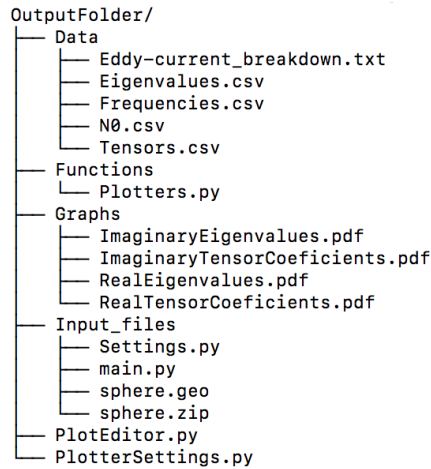 OutputFolder/
├── Data
│   ├── Eddy-current_breakdown.txt
│   ├── Eigenvalues.csv
│   ├── Frequencies.csv
│   ├── N0.csv
│   └── Tensors.csv
├── Functions
│   └── Plotters.py
├── Graphs
│   ├── ImaginaryEigenvalues.pdf
│   ├── ImaginaryTensorCoeficients.pdf
│   ├── RealEigenvalues.pdf
│   └── RealTensorCoeficients.pdf
├── Input_files
│   ├── Settings.py
│   ├── main.py
│   ├── sphere.geo
│   └── sphere.zip
├── PlotEditor.py
└── PlotterSettings.py